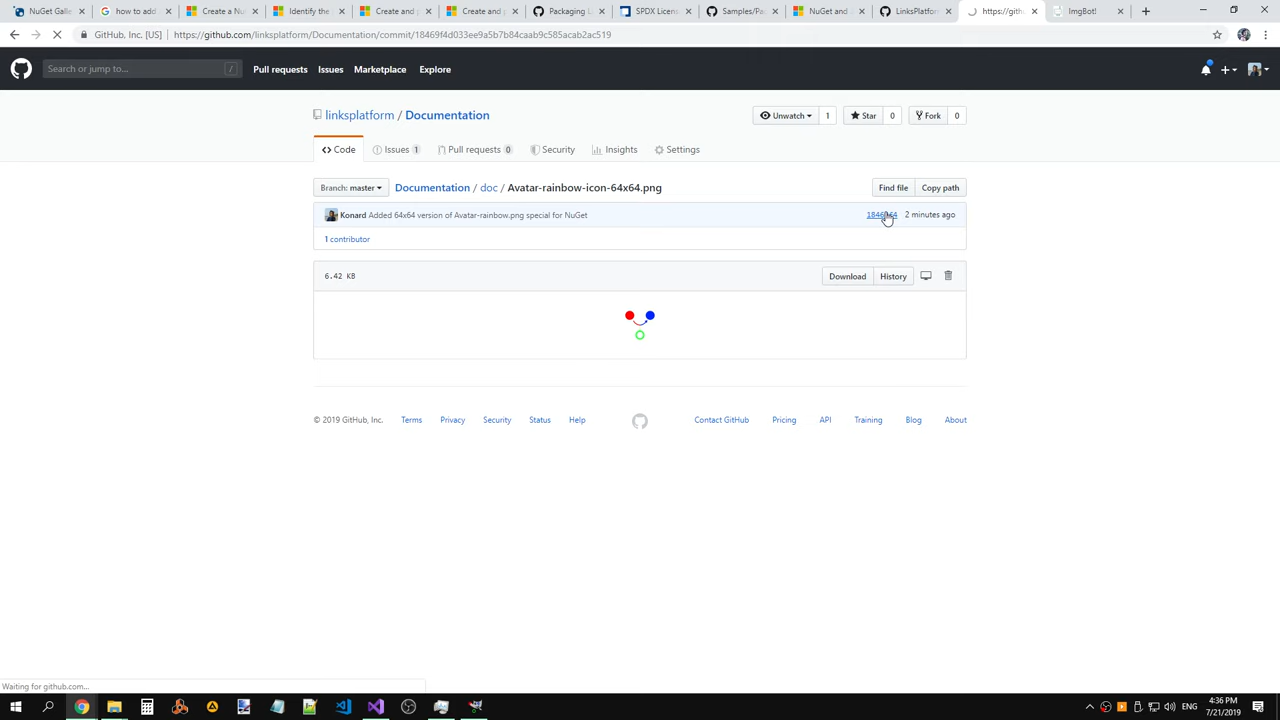 NuGet Galle
how to add
Create a Nu
Identify the
Create and p
Create and p
Packaging Li
SPDX Licens
Samples/Pac
NuGet and
LinksPlatform
https://githu
ImgBot!
GitHub, Inc. [US] https://github.com/linksplatform/Documentation/commit/18469f4d033ee9a5b7b84caab9c585acab2ac519
Search or jump to... /
Pull requests Issues Marketplace Explore
linksplatform / Documentation
Unwatch 1 Star 0 Fork 0
Code Issues 1 Pull requests 0 Security Insights Settings
Branch: master Documentation / doc / Avatar-rainbow-icon-64x64.png Find file Copy path
Konard Added 64x64 version of Avatar-rainbow.png special for NuGet 2 minutes ago
1 contributor
6.42 KB Download History
© 2019 GitHub, Inc. Terms Privacy Security Status Help Contact GitHub Pricing API Training Blog About
Waiting for github.com...
ENG
4:36 PM
7/21/2019